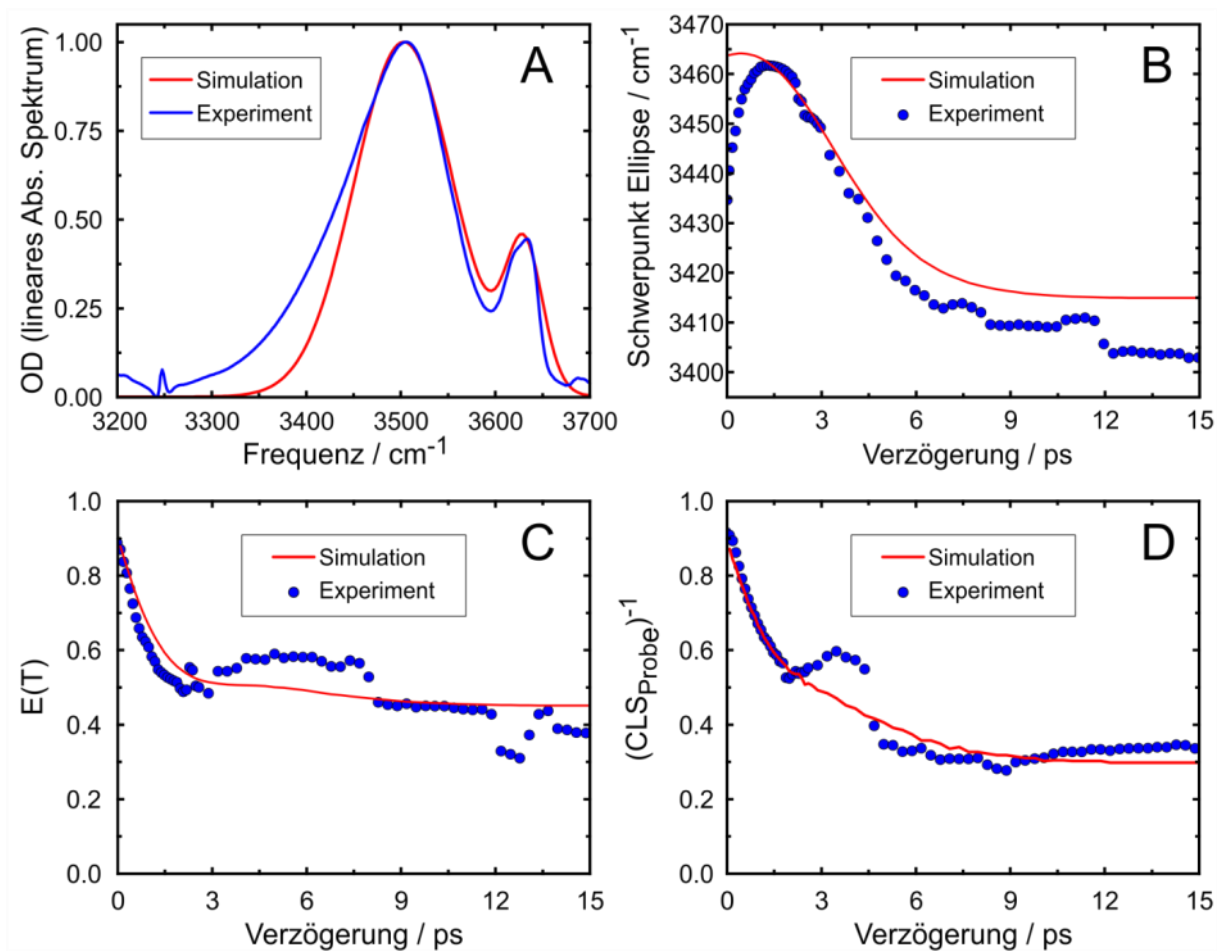 A
Simulation
Experiment
OD (lineares Abs. Spektrum)
1.00
0.75
0.50
0.25
0.00
3200
3300
3400
3500
3600
3700
Frequenz / cm-1
B
Simulation
Experiment
Schwerpunkt Ellipse / cm-1
3470
3460
3450
3440
3430
3420
3410
3400
0
3
6
9
12
15
Verzögerung / ps
C
Simulation
Experiment
E(T)
1.0
0.8
0.6
0.4
0.2
0.0
0
3
6
9
12
15
Verzögerung / ps
D
Simulation
Experiment
(CLSProbe)-1
1.0
0.8
0.6
0.4
0.2
0.0
0
3
6
9
12
15
Verzögerung / ps